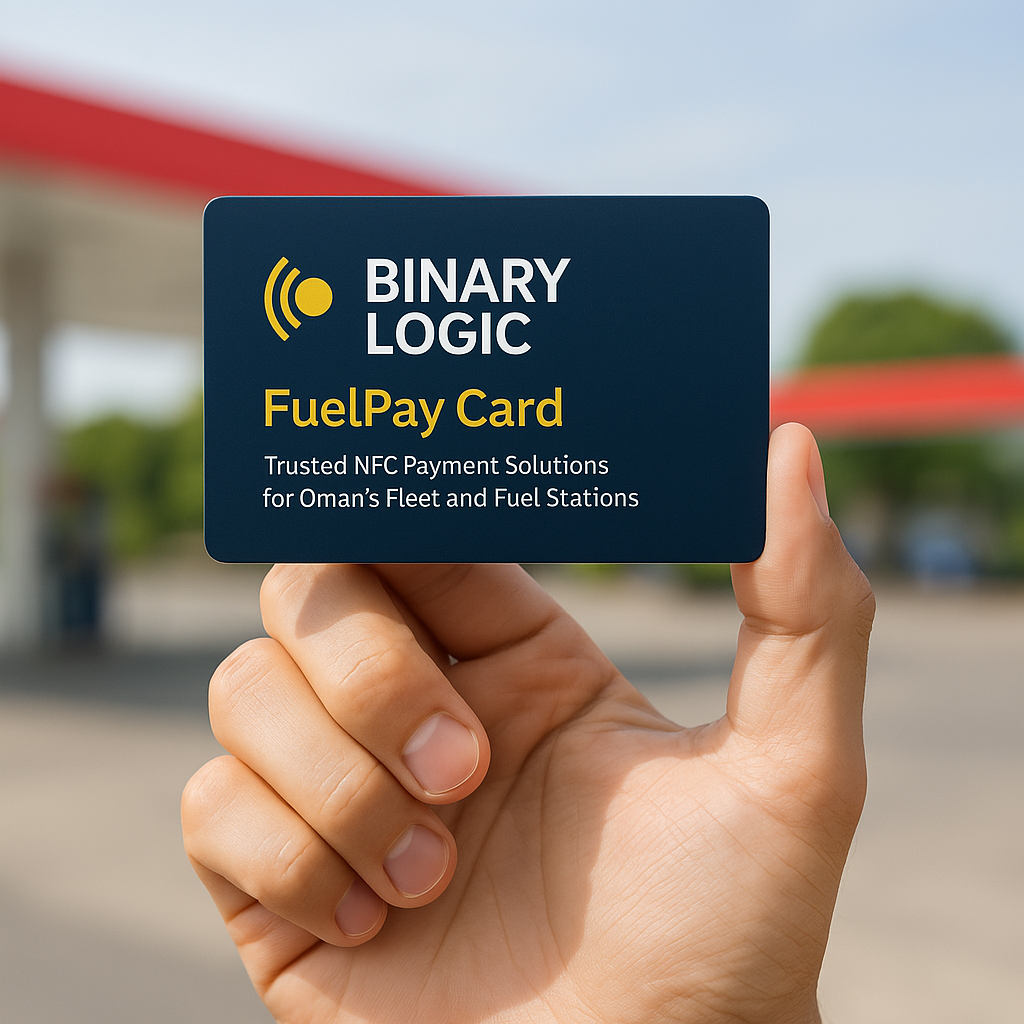 BINARY
LOGIC
FuelPay Card
Trusted NFC Payment Solutions
for Oman's Fleet and Fuel Stations